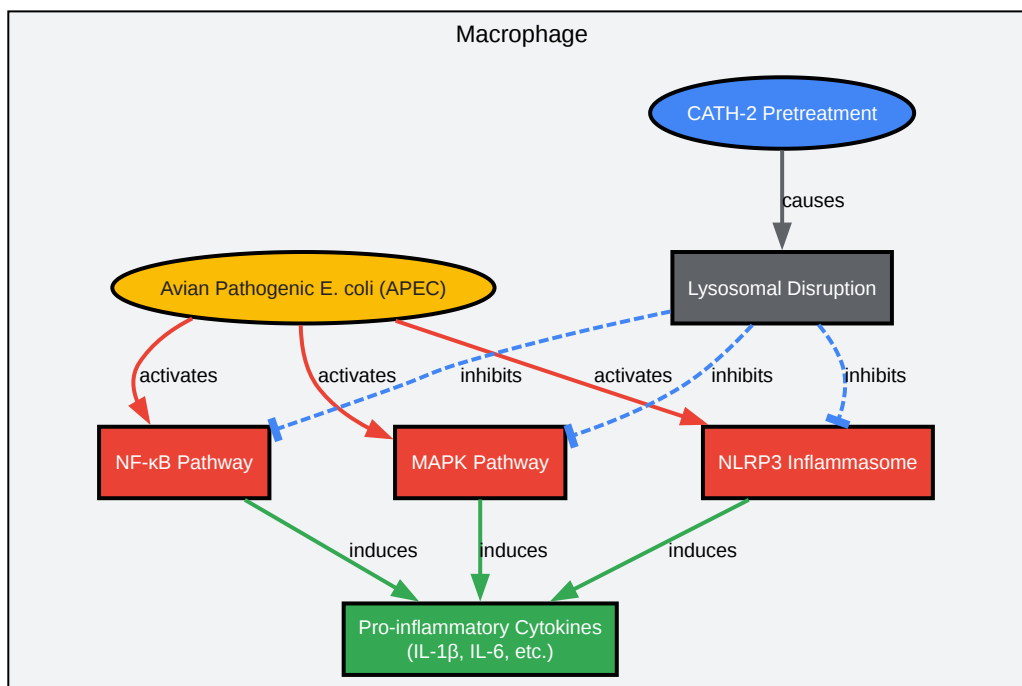 Macrophage
CATH-2 Pretreatment
causes
Avian Pathogenic E. coli (APEC)
Lysosomal Disruption
activates
activates
inhibits
activates
inhibits
inhibits
NF-κB Pathway
MAPK Pathway
NLRP3 Inflammasome
induces
induces
induces
Pro-inflammatory Cytokines
(IL-1β, IL-6, etc.)